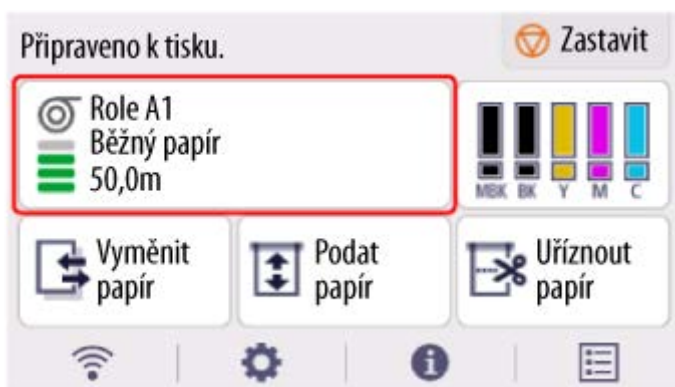 Připraveno k tisku.
Zastavit
Role A1
Běžný papír
50,0m
MBK BK Y M C
Vyměnit
papír
Podat
papír
Uříznout
papír